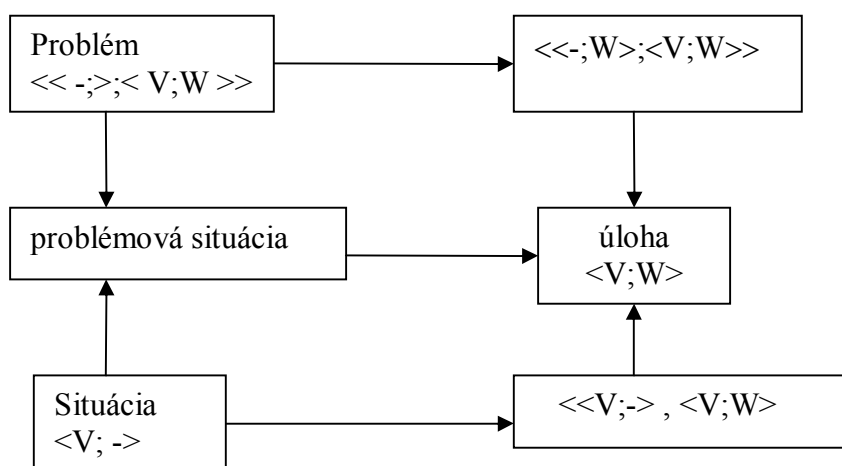 Problém
<< -;>;< V;W >>
<<-;W>;<V;W>>
problémová situácia
úloha
<V;W>
Situácia
<V; ->
<<V;-> , <V;W>